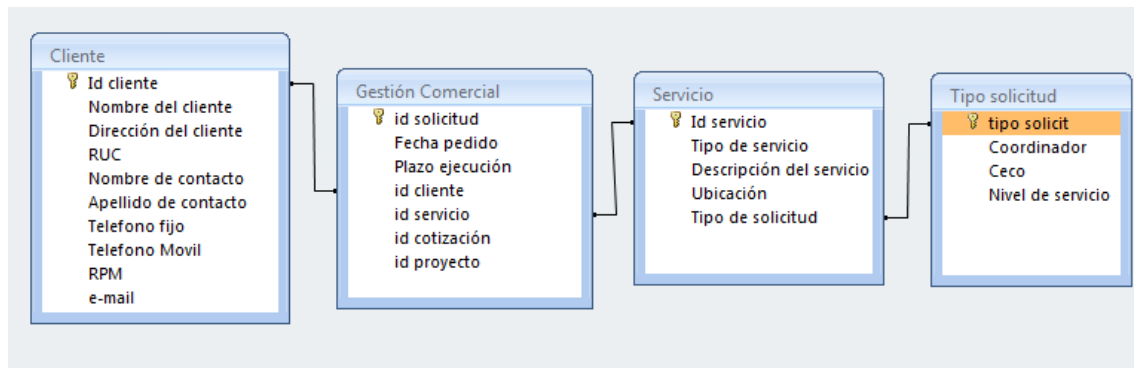 Cliente
Id cliente
Nombre del cliente
Dirección del cliente
RUC
Nombre de contacto
Apellido de contacto
Telefono fijo
Telefono Movil
RPM
e-mail
Gestión Comercial
id solicitud
Fecha pedido
Plazo ejecución
id cliente
id servicio
id cotización
id proyecto
Servicio
Id servicio
Tipo de servicio
Descripción del servicio
Ubicación
Tipo de solicitud
Tipo solicitud
tipo solicit
Coordinador
Ceco
Nivel de servicio